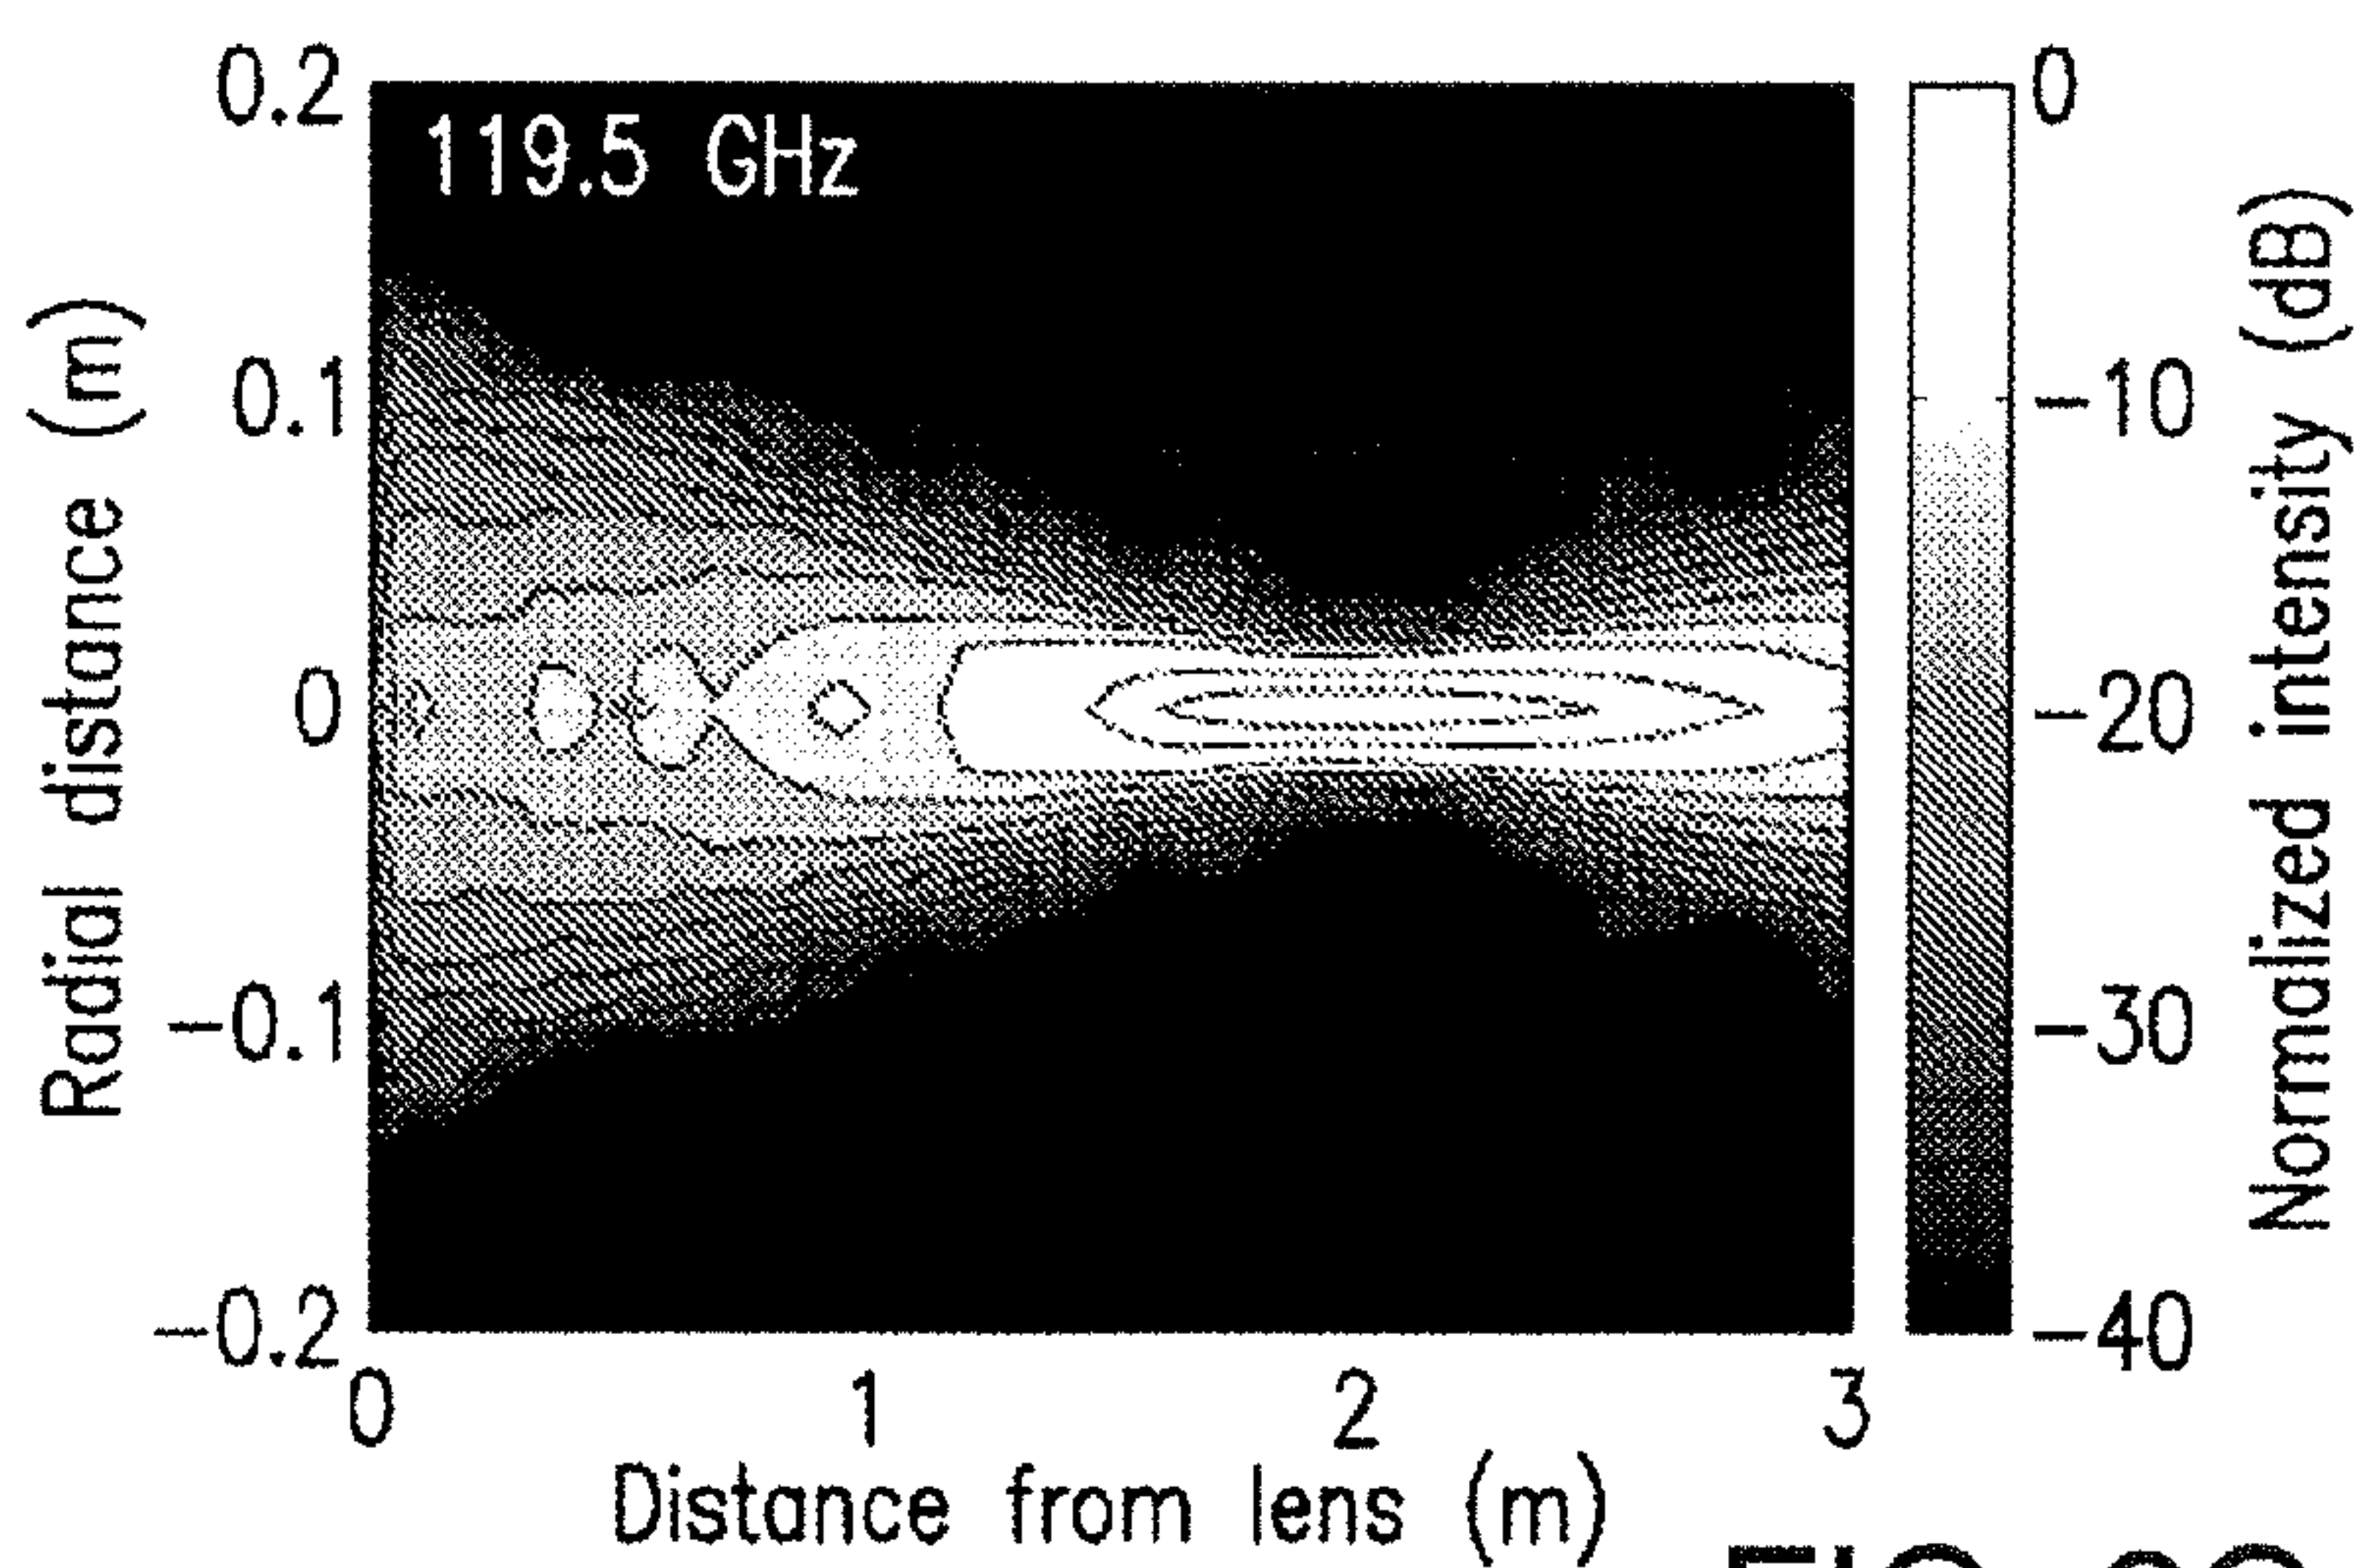 119.5 GHz
0.2
0.1
0
-0.1
-0.2
Radial distance (m)
0 1 2 3
Distance from lens (m)
0
-10
-20
-30
-40
Normalized intensity (dB)